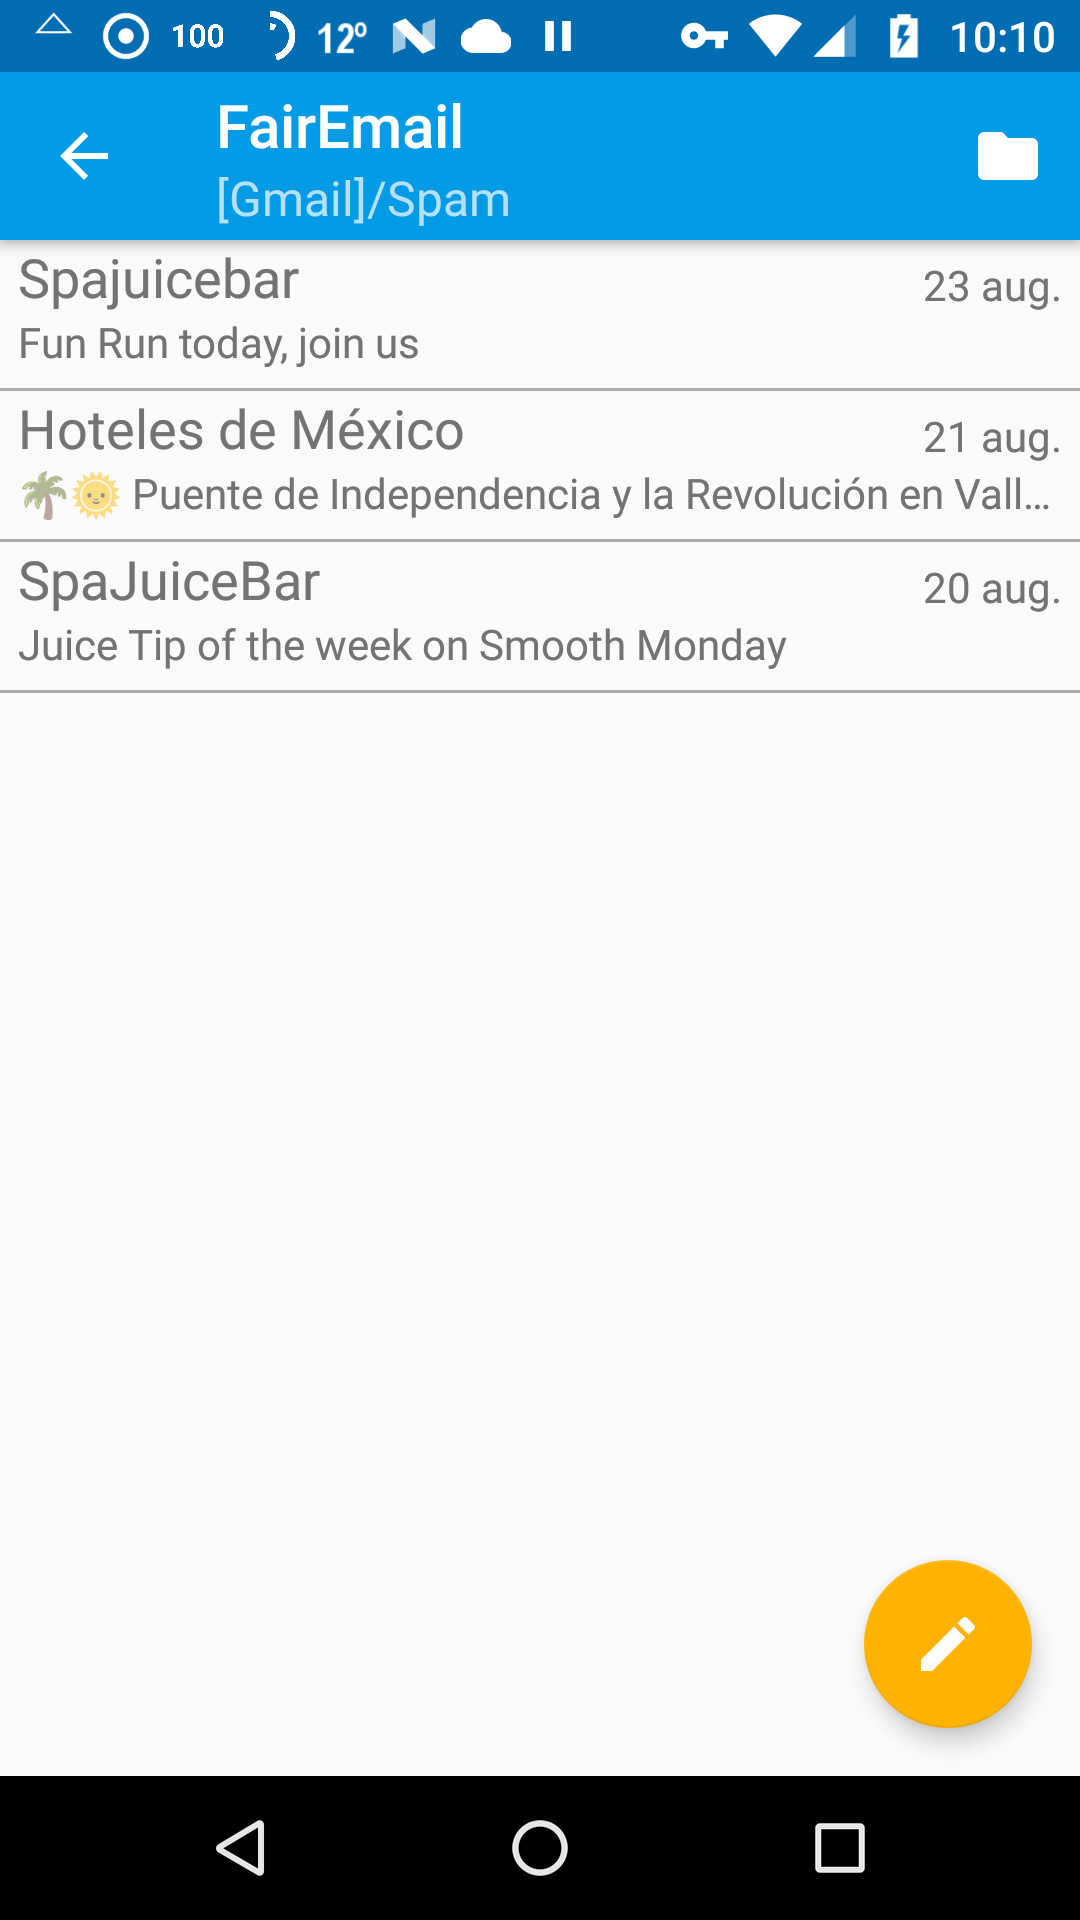 100 12º 10:10
FairEmail
[Gmail]/Spam
Spajuicebar 23 aug.
Fun Run today, join us
Hoteles de México 21 aug.
🌴🌞 Puente de Independencia y la Revolución en Vall...
SpaJuiceBar 20 aug.
Juice Tip of the week on Smooth Monday